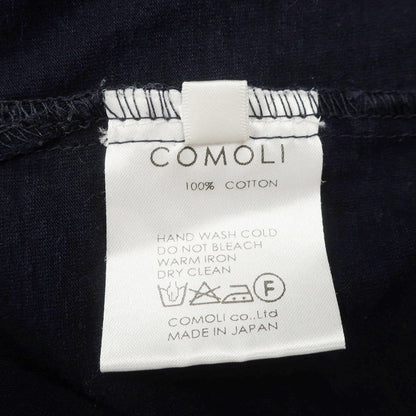 COMOLI
100% COTTON
HAND WASH COLD
DO NOT BLEACH
WARM IRON
DRY CLEAN
F
COMOLI co.,Ltd
MADE IN JAPAN